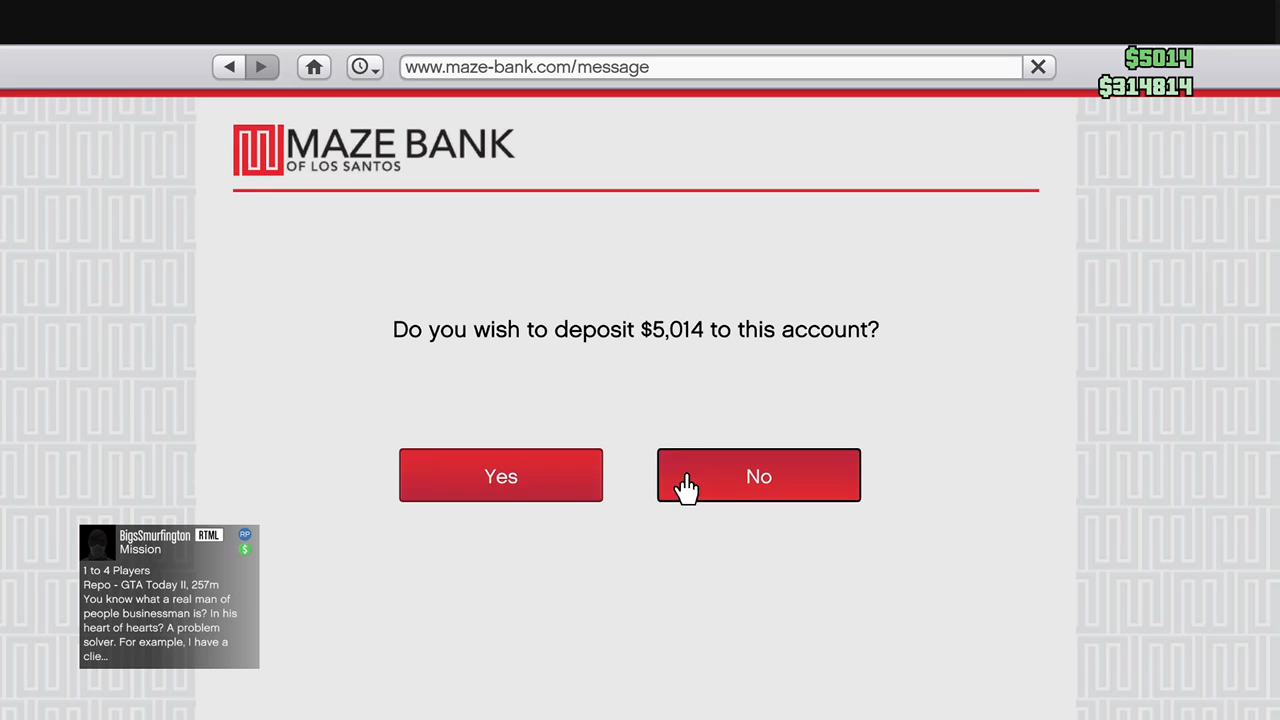 www.maze-bank.com/message
$5014
$314814
MAZE BANK
OF LOS SANTOS
Do you wish to deposit $5,014 to this account?
Yes
No
BigsSmurfington RTML RP
Mission $
1 to 4 Players
Repo - GTA Today II, 257m
You know what a real man of
people businessman is? In his
heart of hearts? A problem
solver. For example, I have a
clie...